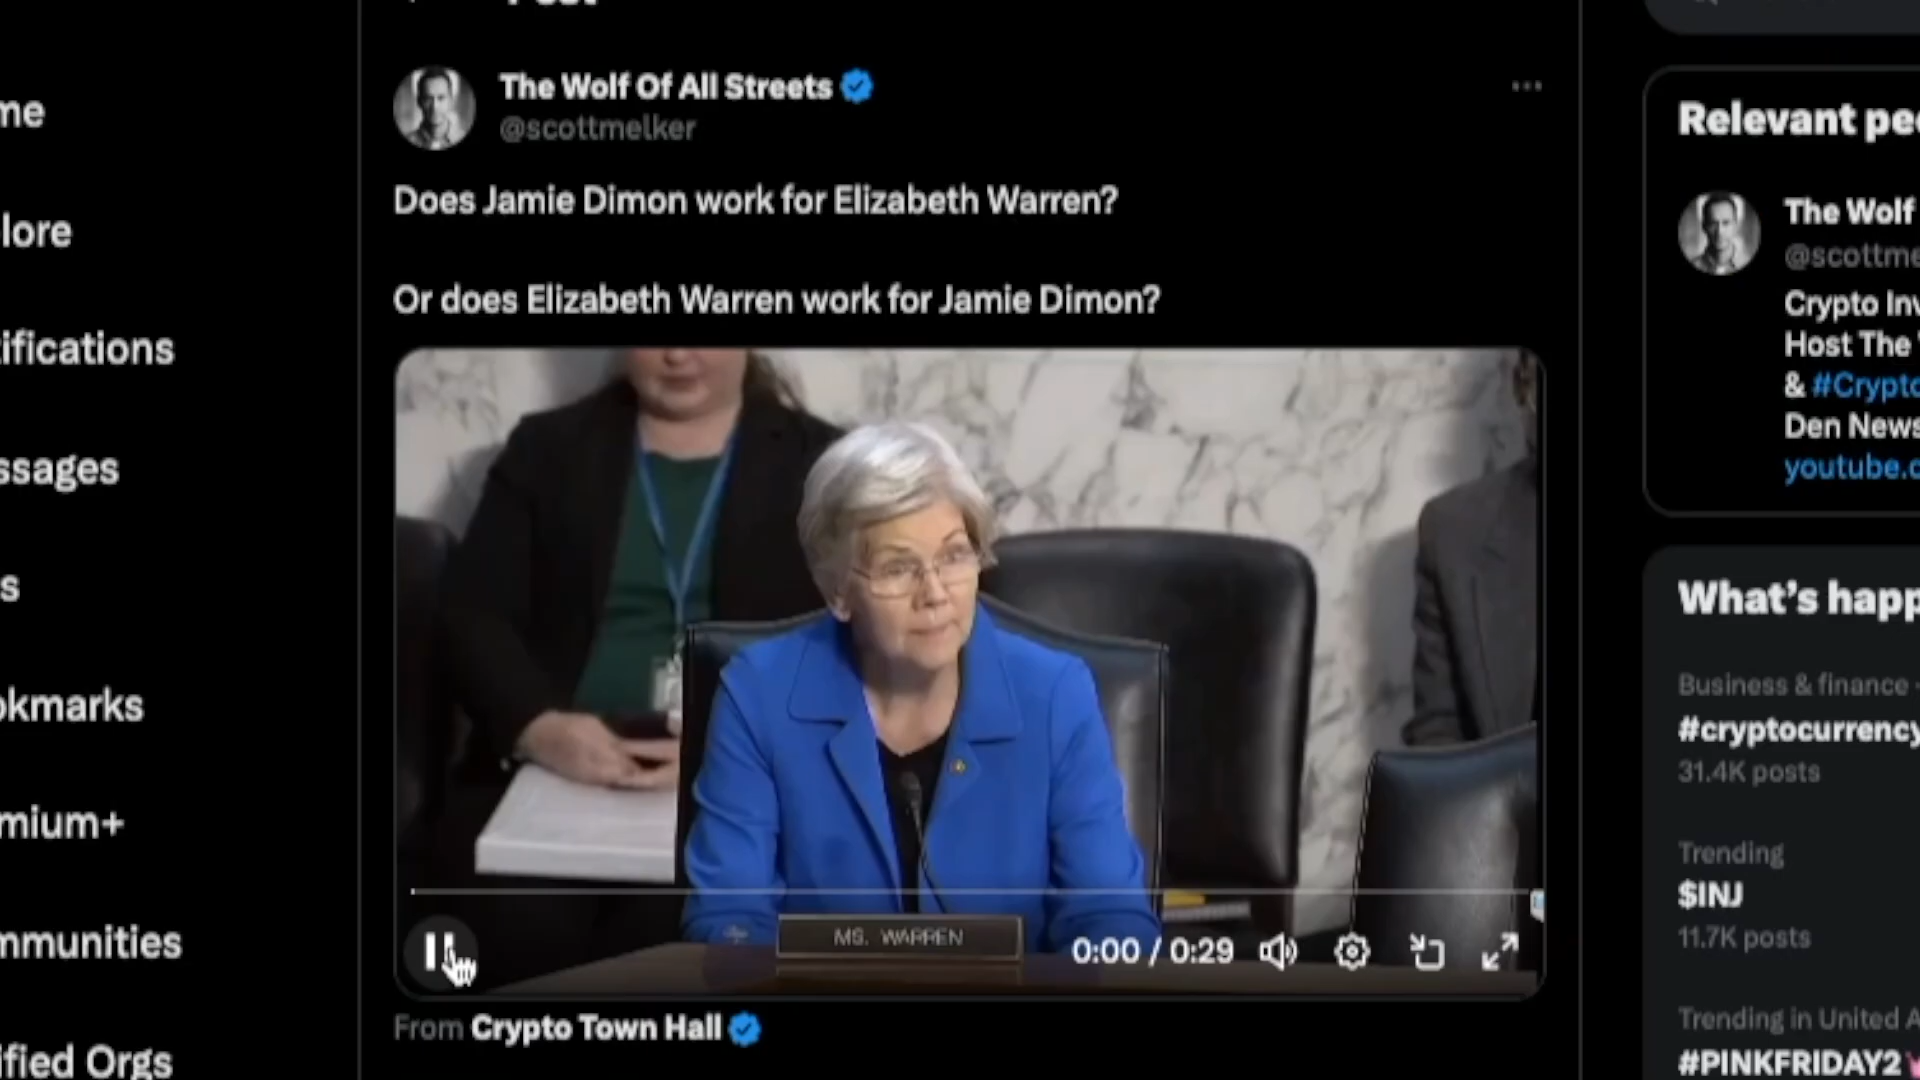 The Wolf Of All Streets
@scottmelker
Does Jamie Dimon work for Elizabeth Warren?
Or does Elizabeth Warren work for Jamie Dimon?
MS. WARREN
0:00 / 0:29
From Crypto Town Hall
me
lore
ifications
ssages
s
okmarks
mium+
mmunities
ified Orgs
Relevant peo
The Wolf
@scottme
Crypto Inv
Host The
& #Crypto
Den News
youtube.c
What's happ
Business & finance ·
#cryptocurrency
31.4K posts
Trending
$INJ
11.7K posts
Trending in United A
#PINKFRIDAY2